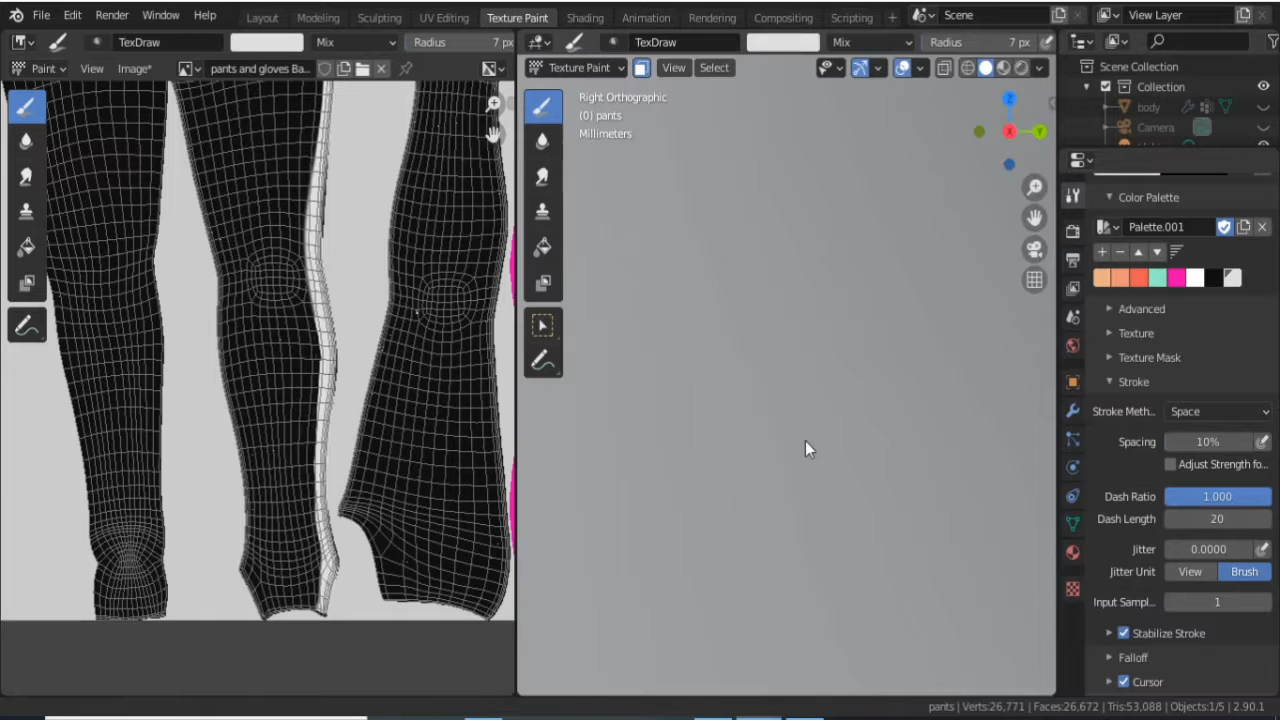 File Edit Render Window Help Layout Modeling Sculpting UV Editing Texture Paint Shading Animation Rendering Compositing Scripting + Scene View Layer
TexDraw Mix Radius 7 px TexDraw Mix Radius 7 px
Paint View Image* pants and gloves Ba... Texture Paint View Select
Scene Collection
Collection
body
Camera
Right Orthographic
(0) pants
Millimeters
Z
X
Y
Color Palette
Palette.001
Advanced
Texture
Texture Mask
Stroke
Stroke Meth... Space
Spacing 10%
Adjust Strength fo...
Dash Ratio 1.000
Dash Length 20
Jitter 0.0000
Jitter Unit View Brush
Input Sampl... 1
Stabilize Stroke
Falloff
Cursor
pants | Verts:26,771 | Faces:26,672 | Tris:53,088 | Objects:1/5 | 2.90.1